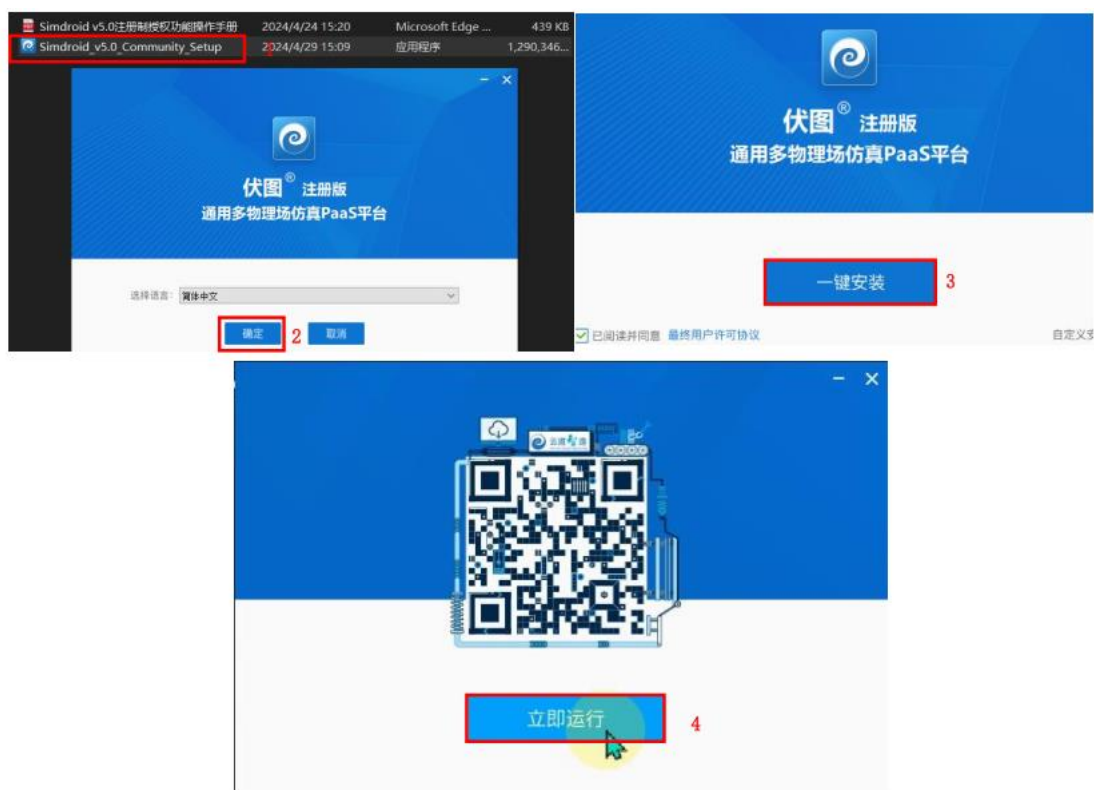 Simdroid v5.0注册制授权功能操作手册 2024/4/24 15:20 Microsoft Edge ... 439 KB
Simdroid_v5.0_Community_Setup 1 2024/4/29 15:09 应用程序 1,290,346...
伏图® 注册版
通用多物理场仿真PaaS平台
选择语言: 简体中文
确定 2 取消
伏图® 注册版
通用多物理场仿真PaaS平台
一键安装 3
已阅读并同意 最终用户许可协议 自定义安
立即运行 4